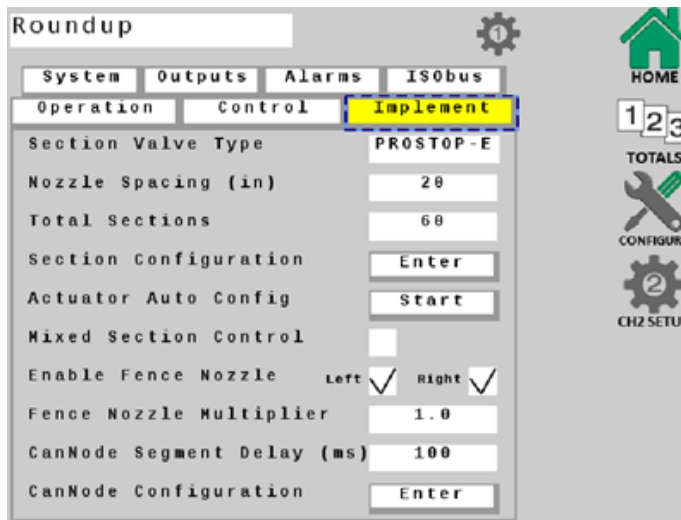 Roundup
1
System Outputs Alarms ISObus
Operation Control Implement
Section Valve Type PROSTOP-E
Nozzle Spacing (in) 20
Total Sections 60
Section Configuration Enter
Actuator Auto Config Start
Mixed Section Control
Enable Fence Nozzle Left Right
Fence Nozzle Multiplier 1.0
CanNode Segment Delay (ms) 100
CanNode Configuration Enter
HOME
123
TOTALS
CONFIGUR
2
CH2 SETU